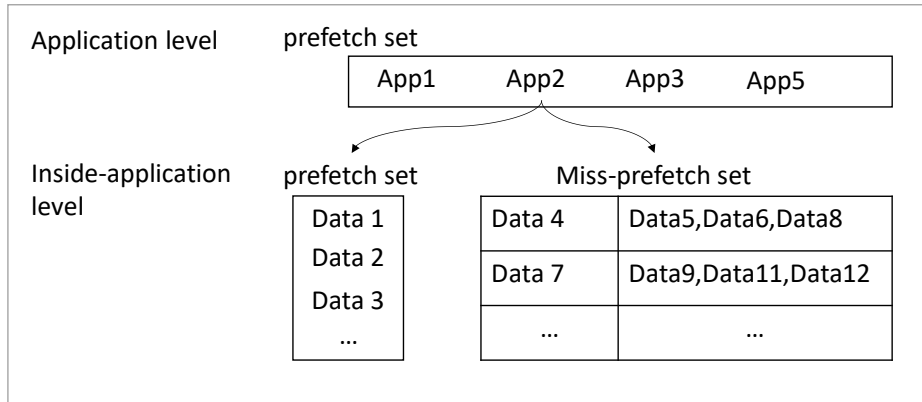 Application level
prefetch set
App1 App2 App3 App5
Inside-application
level
prefetch set
Data 1
Data 2
Data 3
...
Miss-prefetch set
Data 4 Data5,Data6,Data8
Data 7 Data9,Data11,Data12
... ...